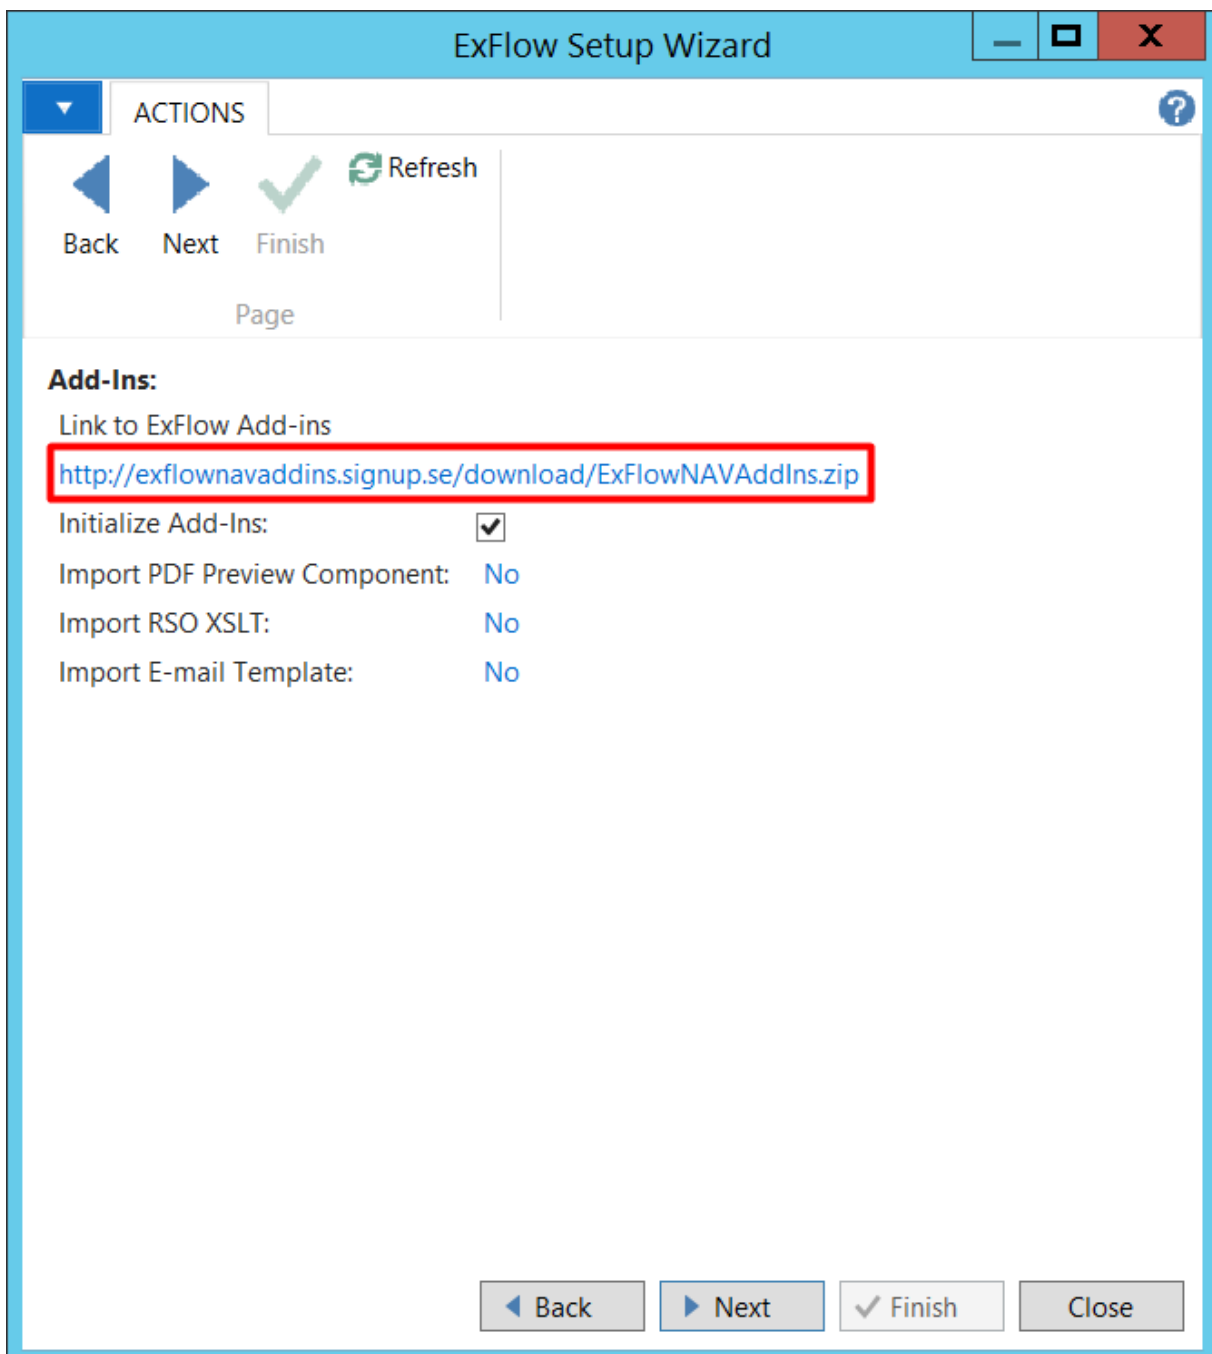 ExFlow Setup Wizard
ACTIONS
Refresh
Back Next Finish
Page
Add-Ins:
Link to ExFlow Add-ins
http://exflownavaddins.signup.se/download/ExFlowNAVAddIns.zip
Initialize Add-Ins:
Import PDF Preview Component: No
Import RSO XSLT: No
Import E-mail Template: No
Back Next Finish Close